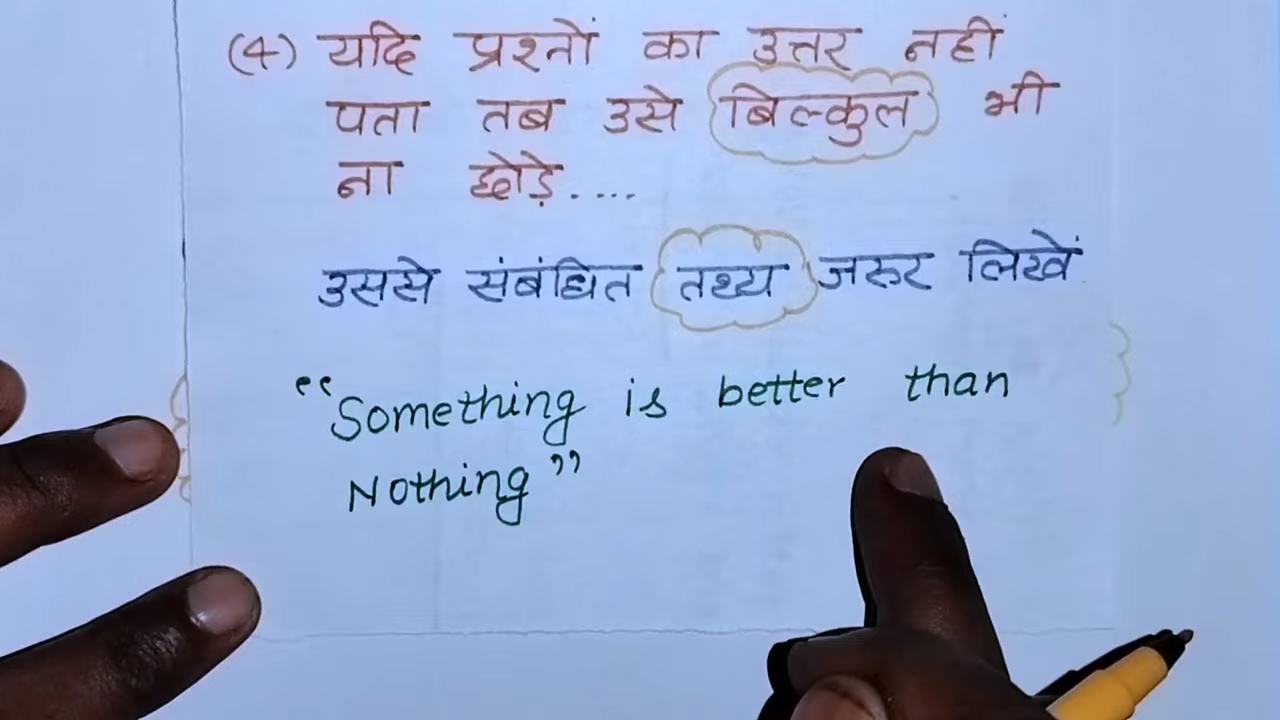 (4) यदि प्रश्नों का उत्तर नहीं
पता तब उसे बिल्कुल भी
ना छोड़े....
उससे संबंधित तथ्य जरुर लिखें
“Something is better than
Nothing”